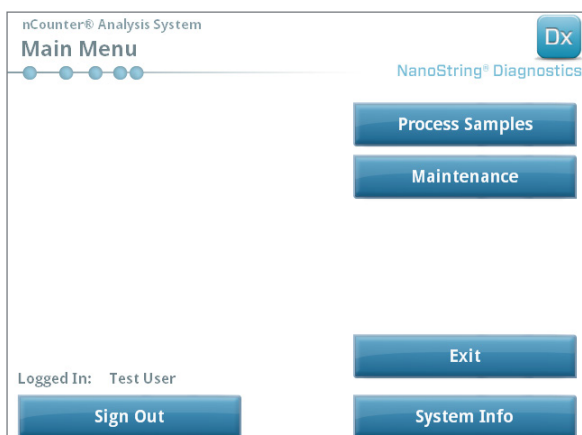 nCounter® Analysis System
Main Menu
Dx
NanoString® Diagnostics
Process Samples
Maintenance
Exit
Logged In: Test User
Sign Out
System Info